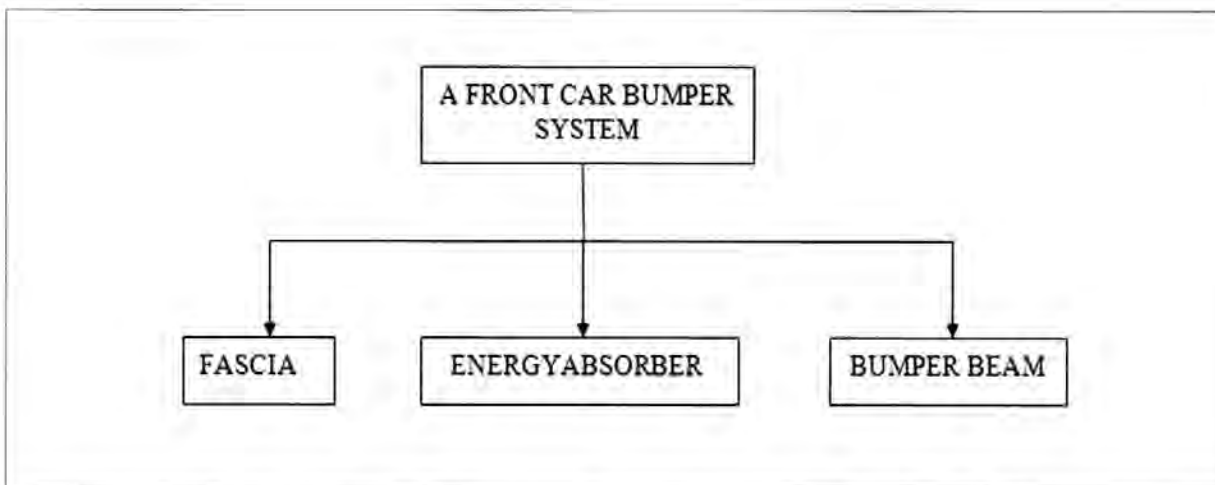 A FRONT CAR BUMPER
SYSTEM
FASCIA
ENERGYABSORBER
BUMPER BEAM